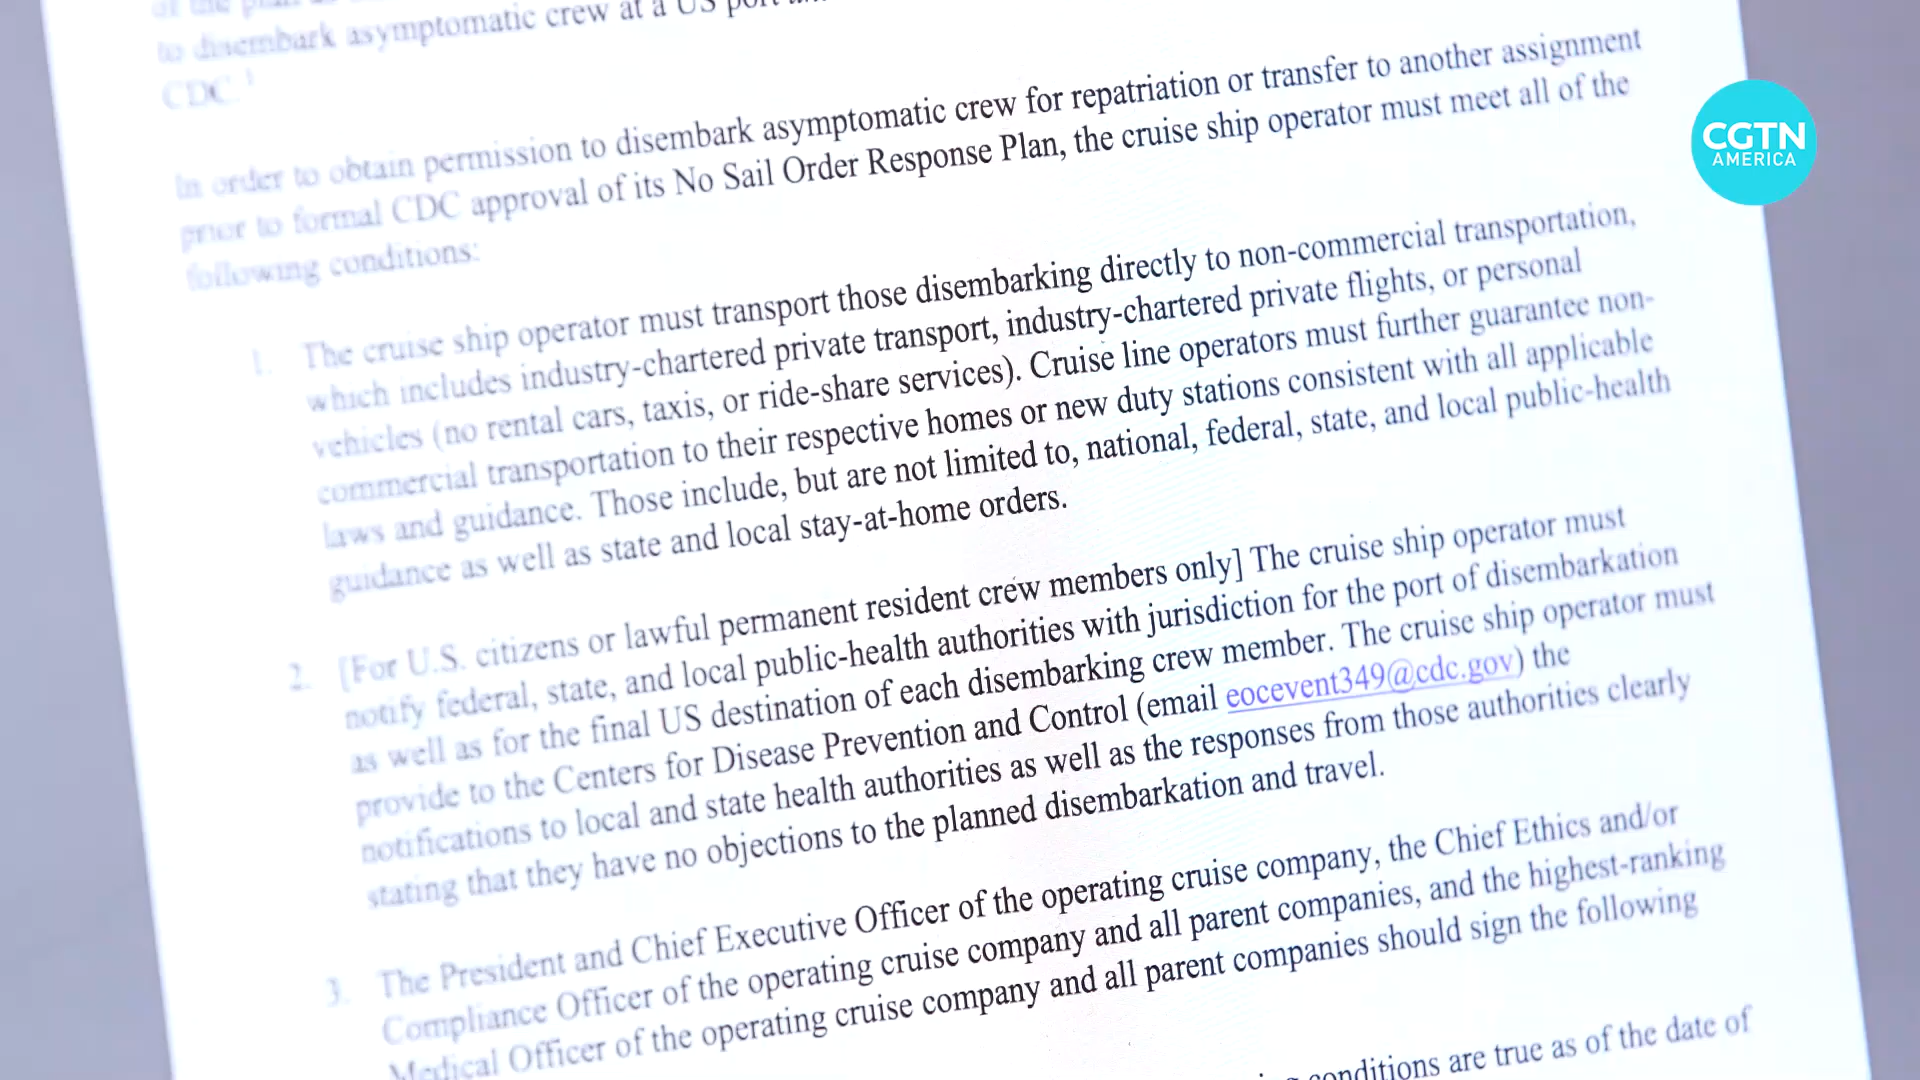 to disembark asymptomatic crew at a US port
CDC.1
In order to obtain permission to disembark asymptomatic crew for repatriation or transfer to another assignment
prior to formal CDC approval of its No Sail Order Response Plan, the cruise ship operator must meet all of the
following conditions:
1. The cruise ship operator must transport those disembarking directly to non-commercial transportation,
which includes industry-chartered private transport, industry-chartered private flights, or personal
vehicles (no rental cars, taxis, or ride-share services). Cruise line operators must further guarantee non-
commercial transportation to their respective homes or new duty stations consistent with all applicable
laws and guidance. Those include, but are not limited to, national, federal, state, and local public-health
guidance as well as state and local stay-at-home orders.
2. [For U.S. citizens or lawful permanent resident crew members only] The cruise ship operator must
notify federal, state, and local public-health authorities with jurisdiction for the port of disembarkation
as well as for the final US destination of each disembarking crew member. The cruise ship operator must
provide to the Centers for Disease Prevention and Control (email eocevent349@cdc.gov) the
notifications to local and state health authorities as well as the responses from those authorities clearly
stating that they have no objections to the planned disembarkation and travel.
3. The President and Chief Executive Officer of the operating cruise company, the Chief Ethics and/or
Compliance Officer of the operating cruise company and all parent companies, and the highest-ranking
Medical Officer of the operating cruise company and all parent companies should sign the following
conditions are true as of the date of
CGTN
AMERICA